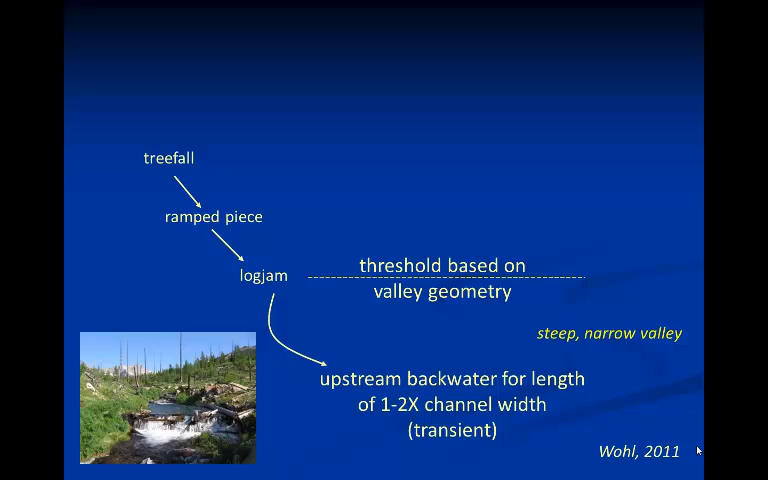 treefall
ramped piece
logjam
threshold based on
valley geometry
steep, narrow valley
upstream backwater for length
of 1-2X channel width
(transient)
Wohl, 2011